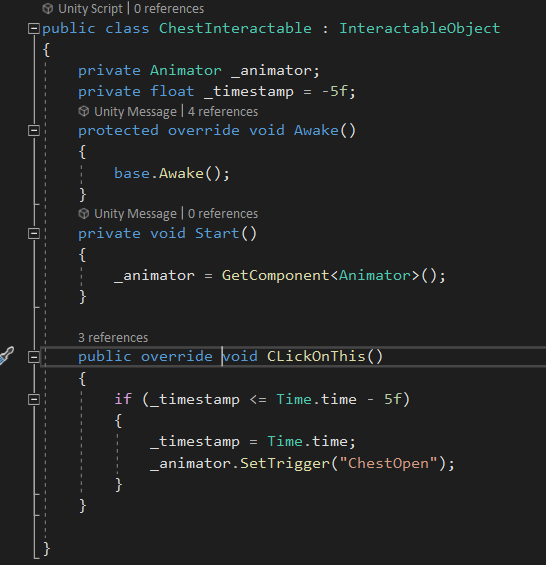 Unity Script | 0 references
public class ChestInteractable : InteractableObject
{
private Animator _animator;
private float _timestamp = -5f;
Unity Message | 4 references
protected override void Awake()
{
base.Awake();
}
Unity Message | 0 references
private void Start()
{
_animator = GetComponent<Animator>();
}
3 references
public override void CLickOnThis()
{
if (_timestamp <= Time.time - 5f)
{
_timestamp = Time.time;
_animator.SetTrigger("ChestOpen");
}
}
}